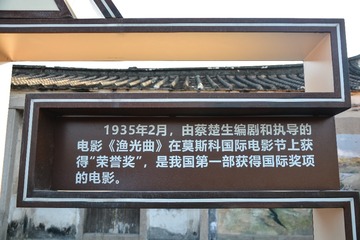 1935年2月，由蔡楚生编剧和执导的
电影《渔光曲》在莫斯科国际电影节上获
得“荣誉奖”，是我国第一部获得国际奖项
的电影。